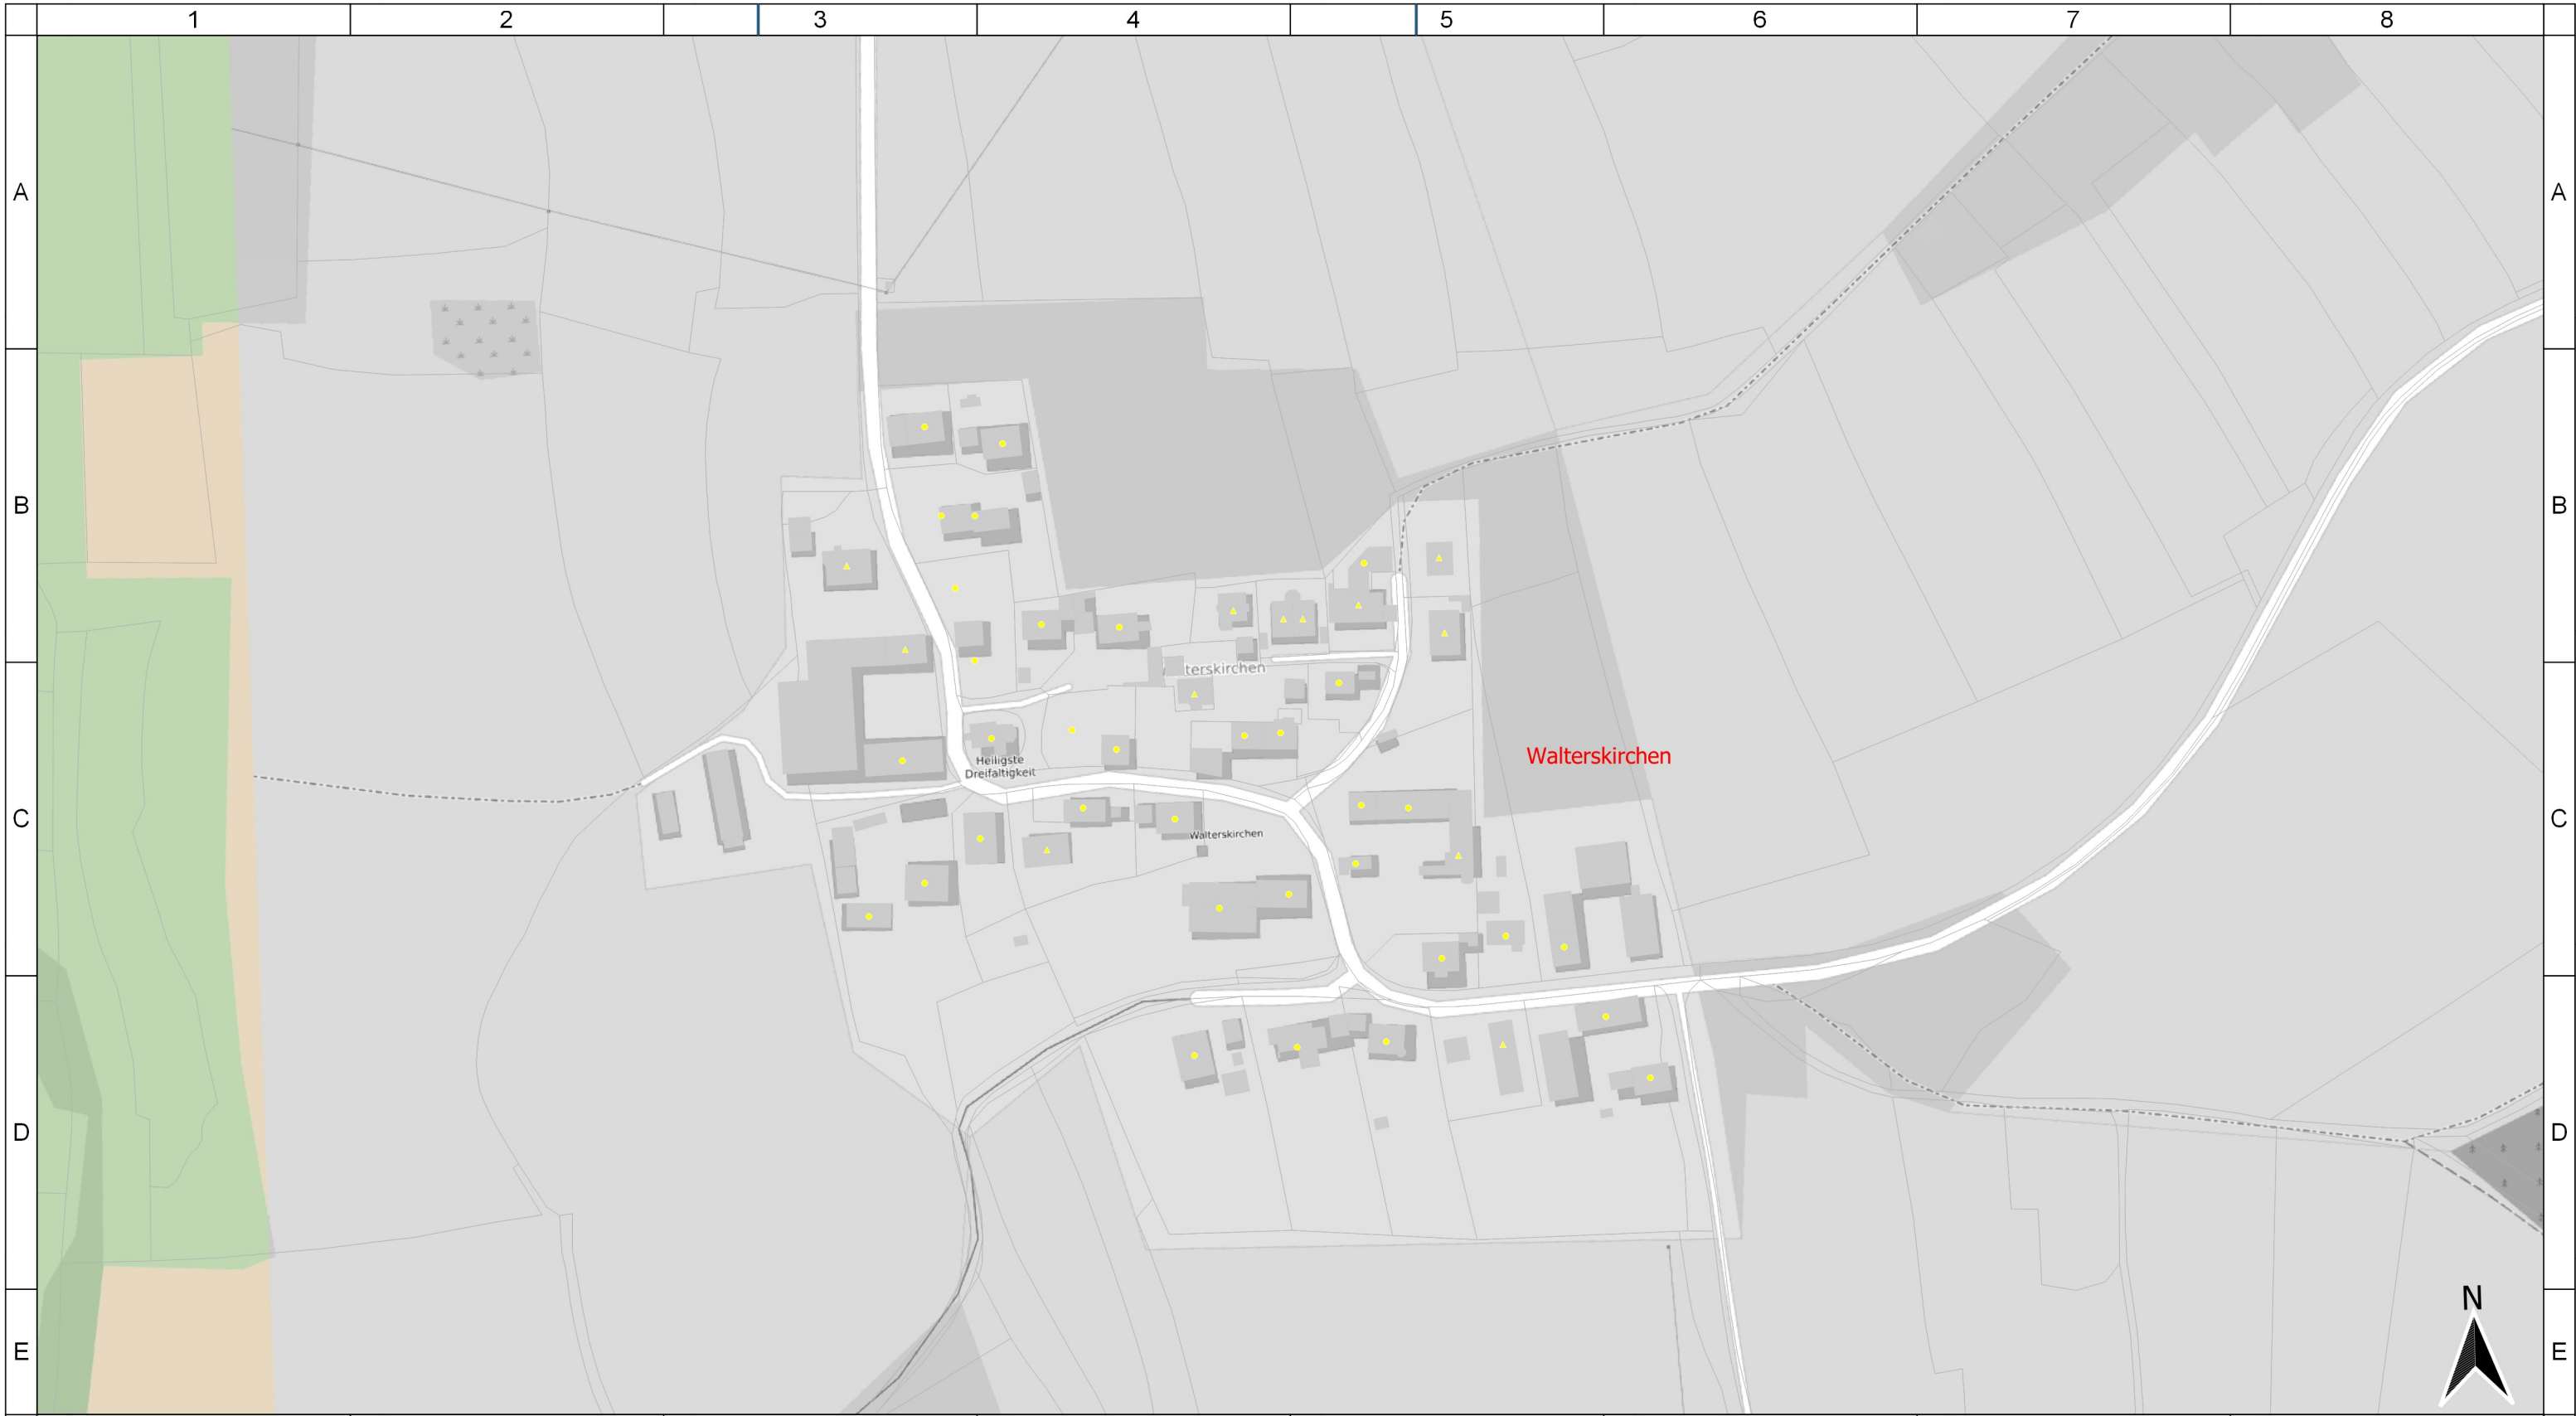 1 2 3 4 5 6 7 8
A A
B B
terskirchen
Walterskirchen
Heiligste
Dreifaltigkeit
C C
Walterskirchen
D D
N
E E